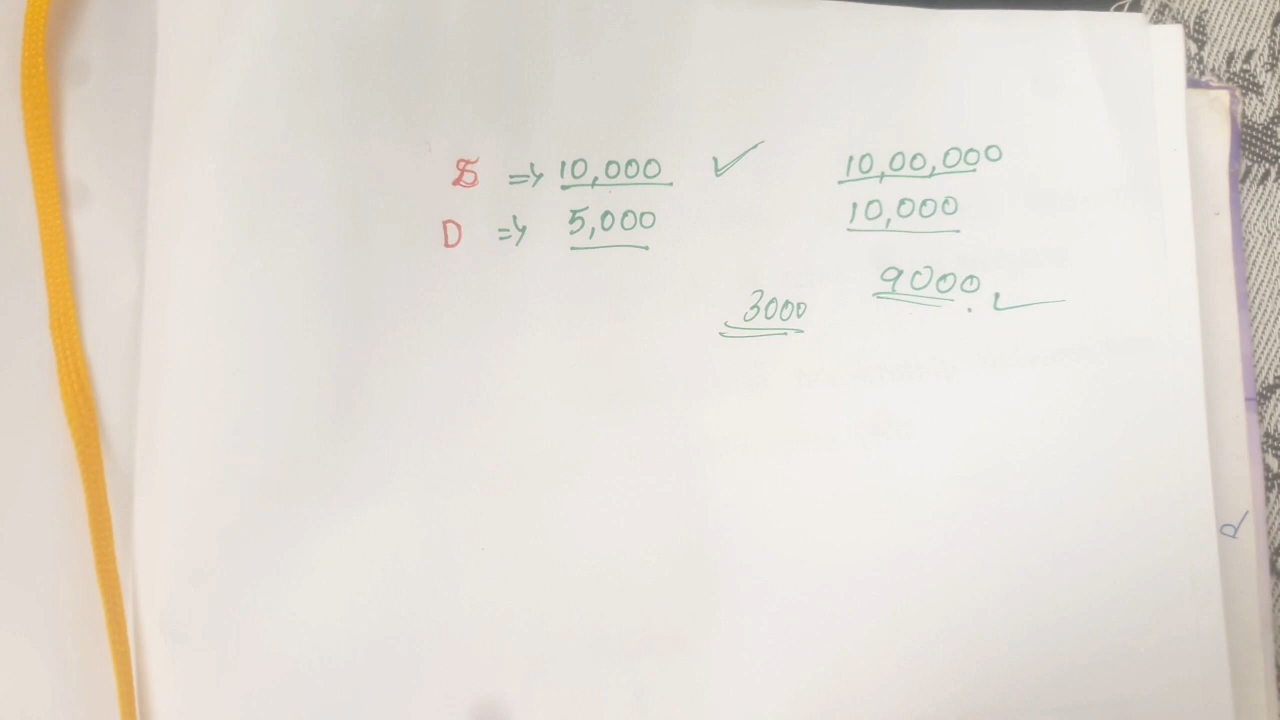 S => 10,000 ✓ 10,00,000
D => 5,000 10,000
3000 9000. ✓